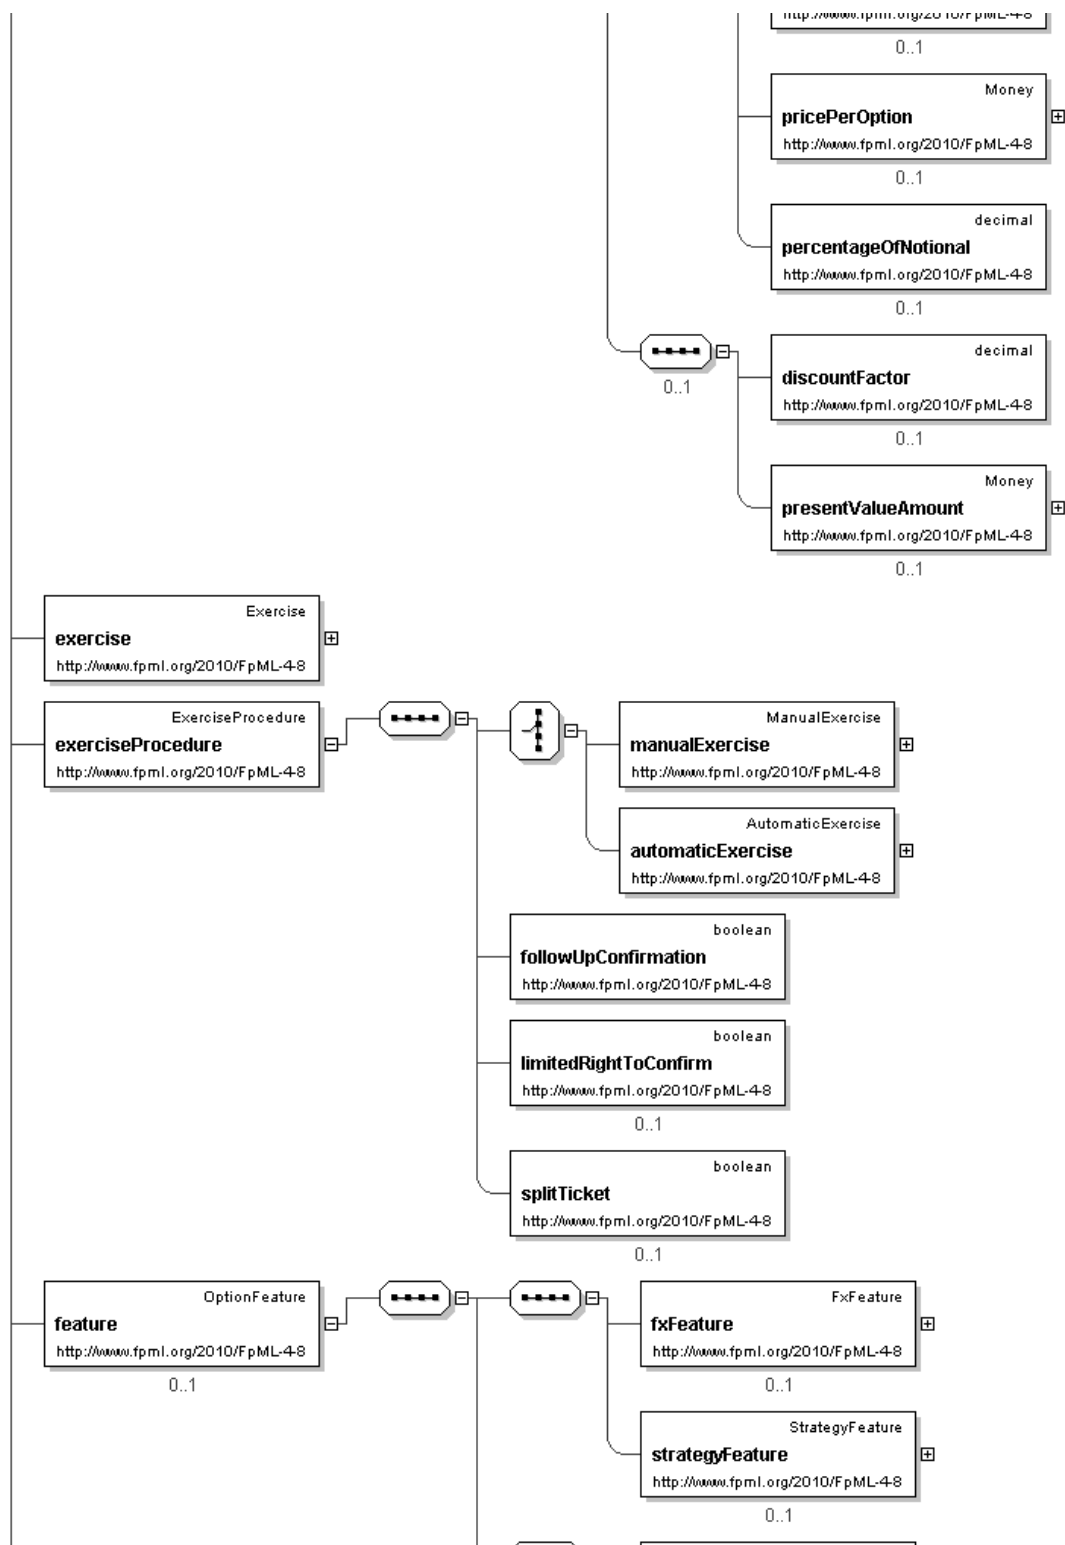 http://www.fpml.org/2010/FpML-4-8
0..1
Money
pricePerOption
http://www.fpml.org/2010/FpML-4-8
0..1
decimal
percentageOfNotional
http://www.fpml.org/2010/FpML-4-8
0..1
0..1
decimal
discountFactor
http://www.fpml.org/2010/FpML-4-8
0..1
Money
presentValueAmount
http://www.fpml.org/2010/FpML-4-8
0..1
Exercise
exercise
http://www.fpml.org/2010/FpML-4-8
ExerciseProcedure
exerciseProcedure
http://www.fpml.org/2010/FpML-4-8
ManualExercise
manualExercise
http://www.fpml.org/2010/FpML-4-8
AutomaticExercise
automaticExercise
http://www.fpml.org/2010/FpML-4-8
boolean
followUpConfirmation
http://www.fpml.org/2010/FpML-4-8
boolean
limitedRightToConfirm
http://www.fpml.org/2010/FpML-4-8
0..1
boolean
splitTicket
http://www.fpml.org/2010/FpML-4-8
0..1
OptionFeature
feature
http://www.fpml.org/2010/FpML-4-8
0..1
FxFeature
fxFeature
http://www.fpml.org/2010/FpML-4-8
0..1
StrategyFeature
strategyFeature
http://www.fpml.org/2010/FpML-4-8
0..1